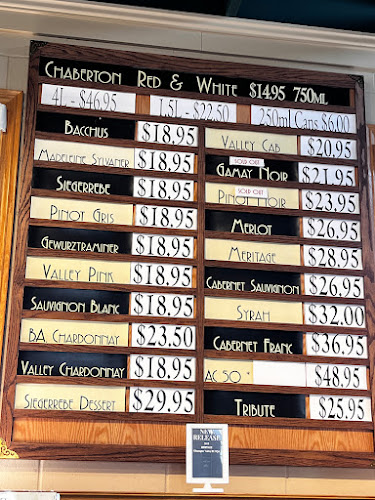 Chaberton Red & White $14.95 750ml
4L - $46.95 1.5L - $22.50 250ml Cans $6.00
Bacchus $18.95
Madeleine Sylvaner $18.95
Siegerrebe $18.95
Pinot Gris $18.95
Gewurztraminer $18.95
Valley Pink $18.95
Sauvignon Blanc $18.95
BA Chardonnay $23.50
Valley Chardonnay $18.95
Siegerrebe Dessert $29.95
Valley Cab $20.95
SOLD OUT
Gamay Noir $21.95
SOLD OUT
Pinot Noir $23.95
Merlot $26.95
Meritage $28.95
Cabernet Sauvignon $26.95
Syrah $32.00
Cabernet Franc $36.95
AC 50 $48.95
Tribute $25.95
NEW
RELEASE